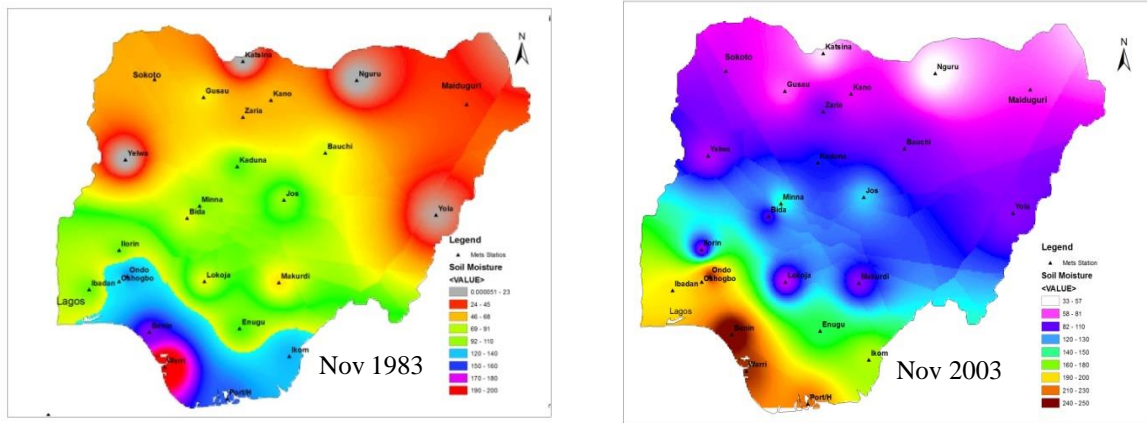 N
Katsina
Sokoto
Nguru
Gusau
Kano
Maiduguri
Zaria
Yelwa
Bauchi
Kaduna
Jos
Minna
Bida
Yola
Ilorin
Legend
Mets Statios
Soil Moisture
<VALUE>
0.000051 - 23
24 - 45
46 - 68
69 - 91
92 - 110
120 - 140
150 - 160
170 - 180
190 - 200
Ondo
Oshogbo
Ibadan
Lokoja
Makurdi
Lagos
Benin
Enugu
Warri
Ikom
Port/H
Nov 1983
N
Katsina
Sokoto
Nguru
Gusau
Kano
Maiduguri
Zaria
Yelwa
Bauchi
Kaduna
Jos
Minna
Bida
Yola
Ilorin
Legend
Mets Station
Soil Moisture
<VALUE>
33 - 57
58 - 81
82 - 110
120 - 130
140 - 150
160 - 180
190 - 200
210 - 230
240 - 250
Ondo
Oshogbo
Ibadan
Lokoja
Makurdi
Lagos
Benin
Enugu
Warri
Ikom
Port/H
Nov 2003